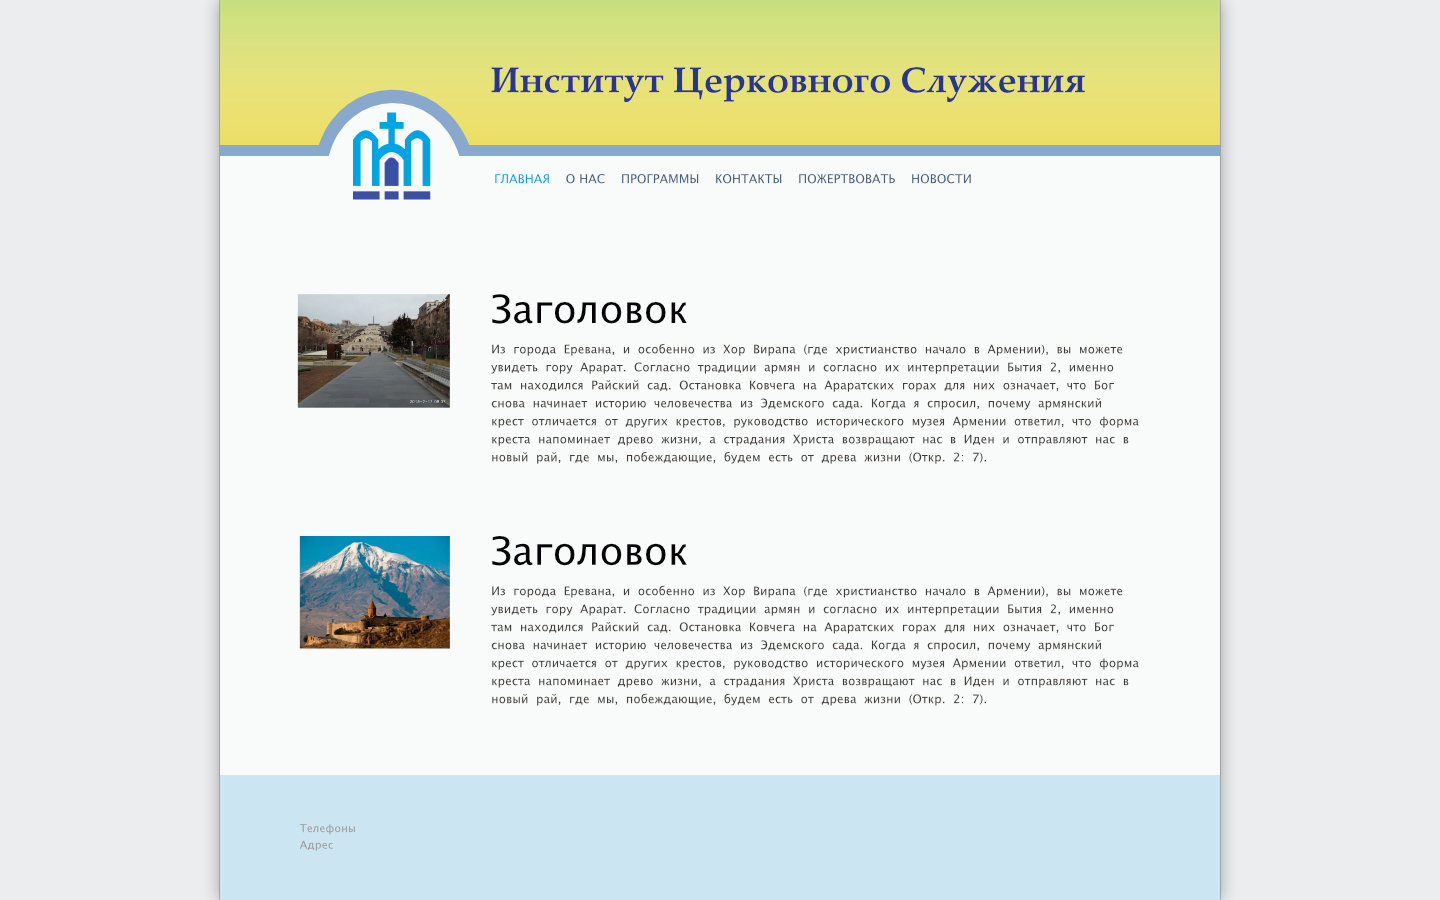 Институт Церковного Служения
ГЛАВНАЯ О НАС ПРОГРАММЫ КОНТАКТЫ ПОЖЕРТВОВАТЬ НОВОСТИ
Заголовок
Из города Еревана, и особенно из Хор Вирапа (где христианство начало в Армении), вы можете
увидеть гору Арарат. Согласно традиции армян и согласно их интерпретации Бытия 2, именно
там находился Райский сад. Остановка Ковчега на Араратских горах для них означает, что Бог
снова начинает историю человечества из Эдемского сада. Когда я спросил, почему армянский
крест отличается от других крестов, руководство исторического музея Армении ответил, что форма
креста напоминает древо жизни, а страдания Христа возвращают нас в Иден и отправляют нас в
новый рай, где мы, побеждающие, будем есть от древа жизни (Откр. 2: 7).
Заголовок
Из города Еревана, и особенно из Хор Вирапа (где христианство начало в Армении), вы можете
увидеть гору Арарат. Согласно традиции армян и согласно их интерпретации Бытия 2, именно
там находился Райский сад. Остановка Ковчега на Араратских горах для них означает, что Бог
снова начинает историю человечества из Эдемского сада. Когда я спросил, почему армянский
крест отличается от других крестов, руководство исторического музея Армении ответил, что форма
креста напоминает древо жизни, а страдания Христа возвращают нас в Иден и отправляют нас в
новый рай, где мы, побеждающие, будем есть от древа жизни (Откр. 2: 7).
Телефоны
Адрес